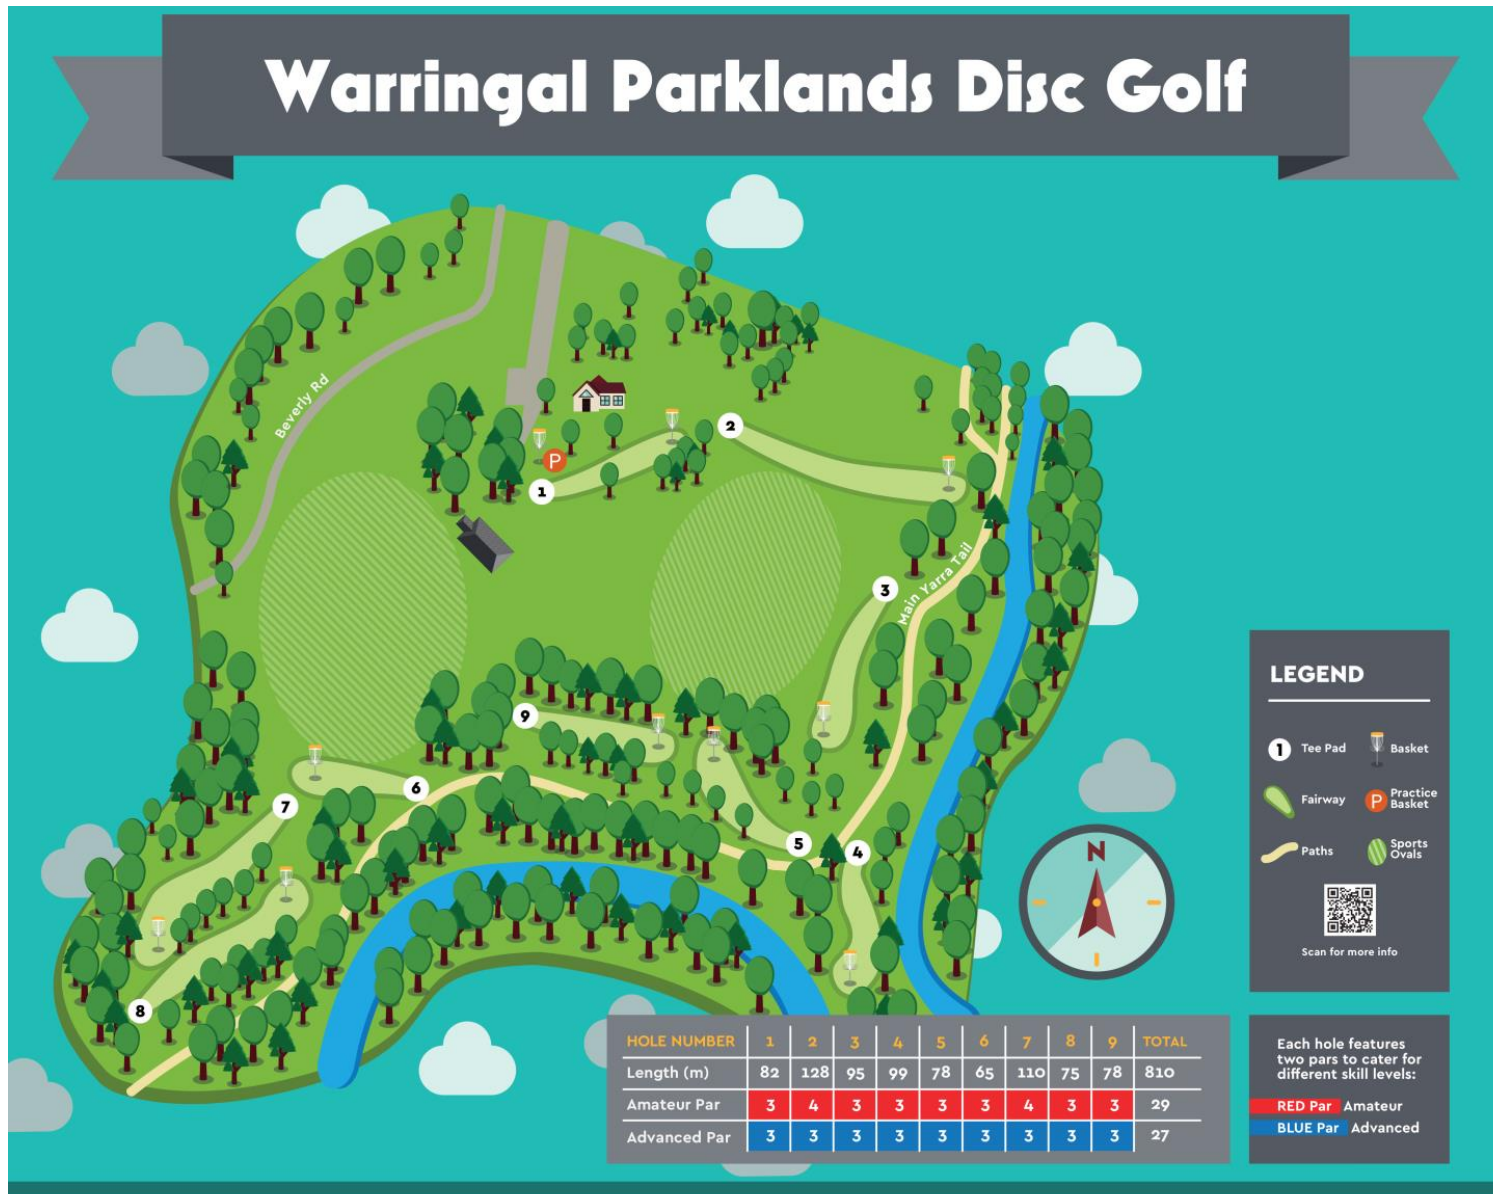 Warringal Parklands Disc Golf
Beverly Rd
P
1
2
3
Main Yarra Tail
9
6
7
5
4
8
N
LEGEND
1 Tee Pad
Basket
Fairway
P Practice
Basket
Paths
Sports
Ovals
Scan for more info
HOLE NUMBER 1 2 3 4 5 6 7 8 9 TOTAL
Length (m) 82 128 95 99 78 65 110 75 78 810
Amateur Par 3 4 3 3 3 3 4 3 3 29
Advanced Par 3 3 3 3 3 3 3 3 3 27
Each hole features
two pars to cater for
different skill levels:
RED Par Amateur
BLUE Par Advanced